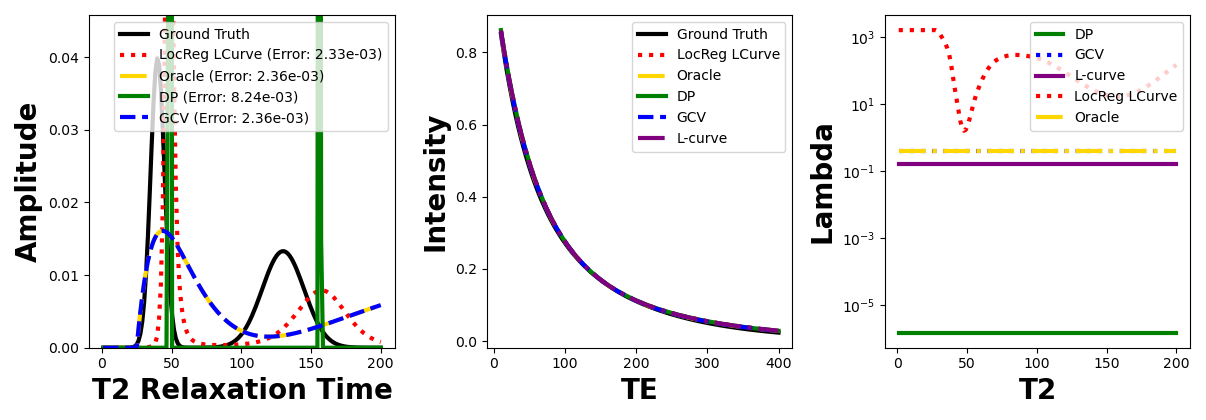 Ground Truth
LocReg LCurve (Error: 2.33e-03)
Oracle (Error: 2.36e-03)
DP (Error: 8.24e-03)
GCV (Error: 2.36e-03)
0.04
0.03
0.02
0.01
0.00
0
50
100
150
200
Amplitude
T2 Relaxation Time
Ground Truth
LocReg LCurve
Oracle
DP
GCV
L-curve
0.8
0.6
0.4
0.2
0.0
0
100
200
300
400
Intensity
TE
DP
GCV
L-curve
LocReg LCurve
Oracle
10³
10¹
10⁻¹
10⁻³
10⁻⁵
0
50
100
150
200
Lambda
T2